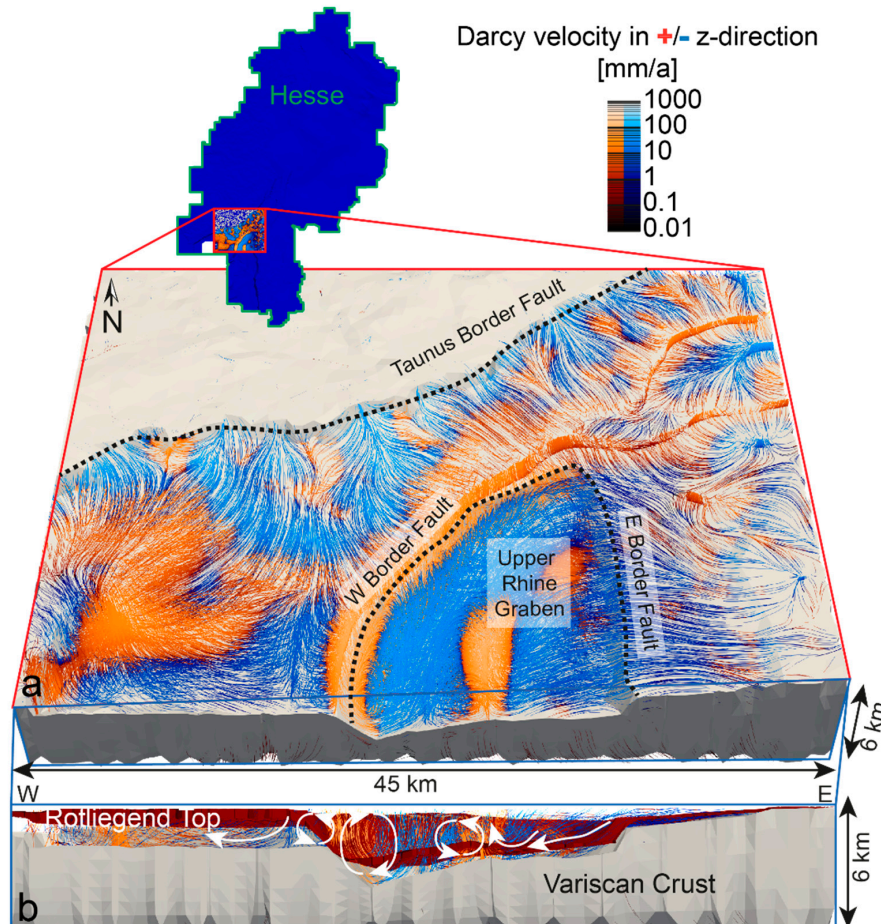 Darcy velocity in +/- z-direction
[mm/a]
Hesse
1000
100
10
1
0.1
0.01
N
Taunus Border Fault
W Border Fault
Upper
Rhine
Graben
E Border Fault
a
6 km
45 km
W
E
Rotliegend Top
6 km
Variscan Crust
b